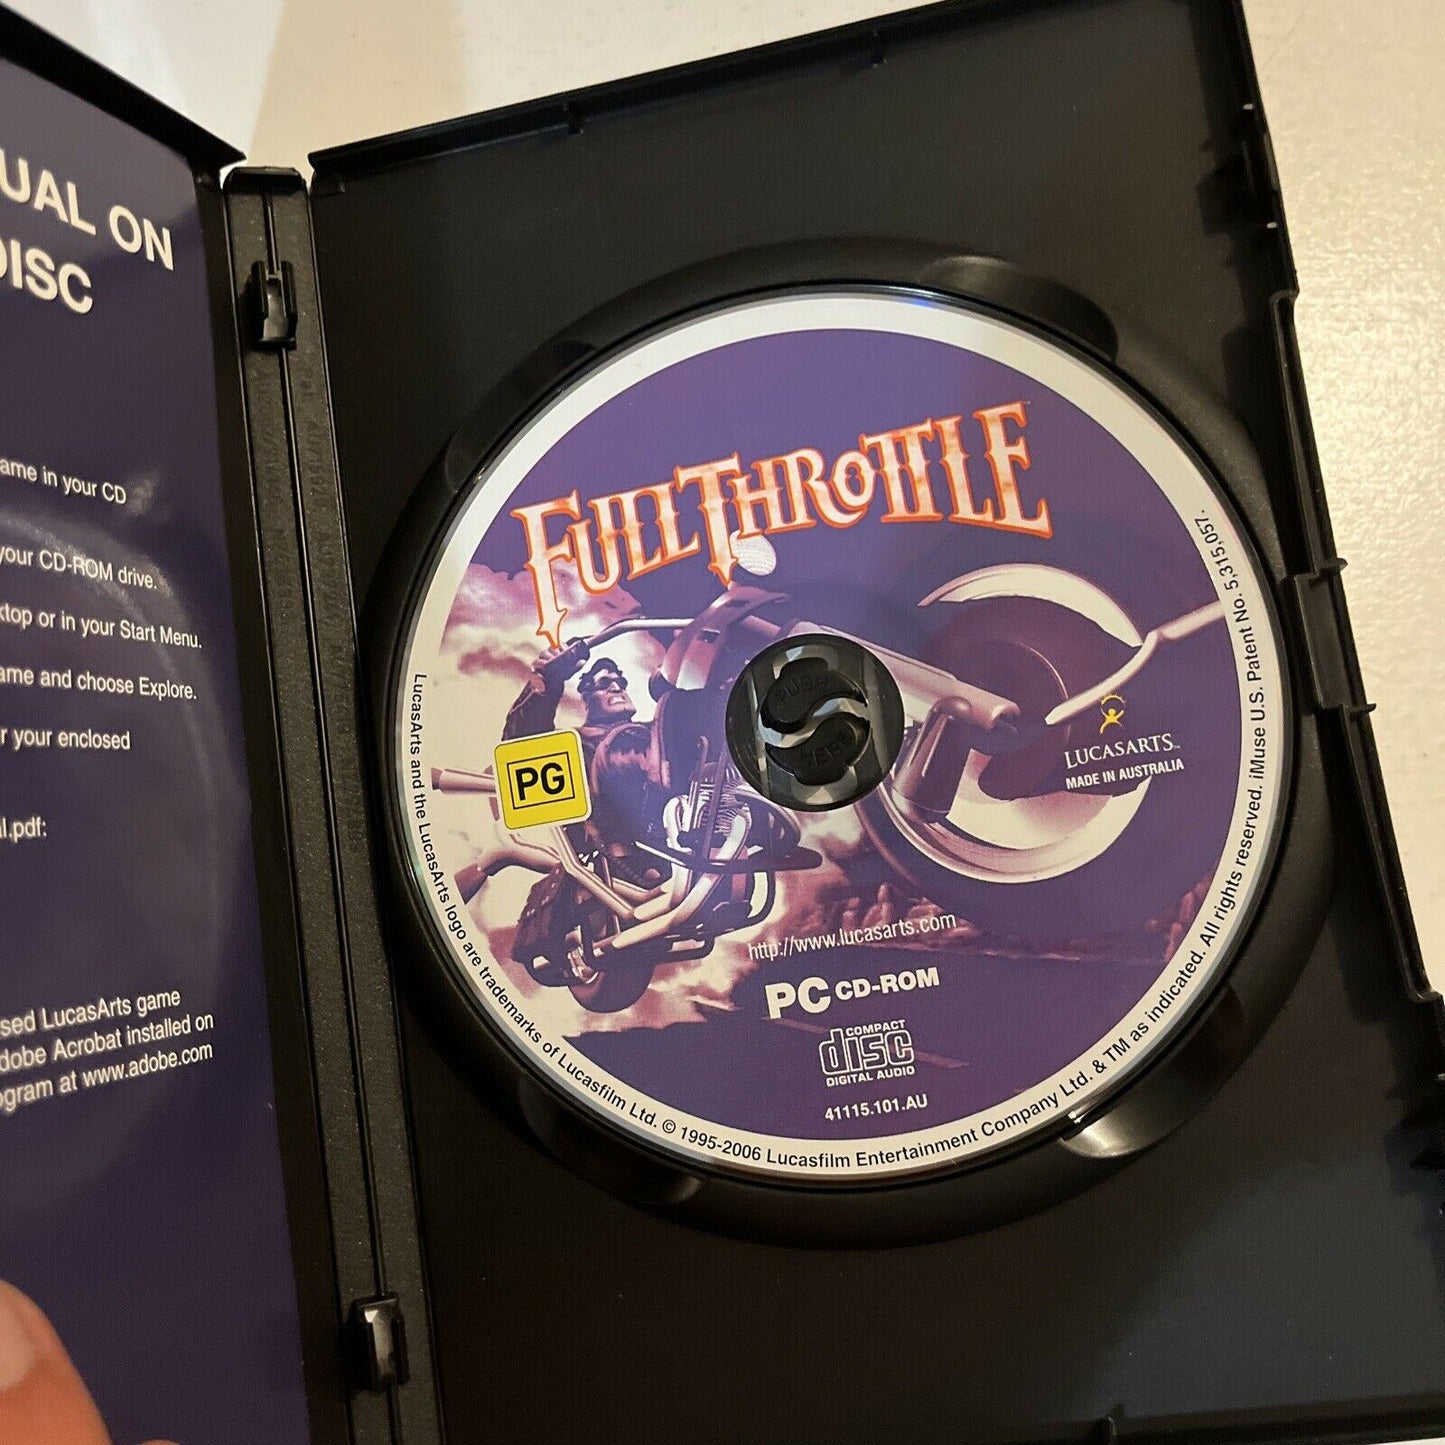 UAL ON
DISC
ame in your CD
your CD-ROM drive.
ktop or in your Start Menu.
ame and choose Explore.
r your enclosed
l.pdf:
sed LucasArts game
dobe Acrobat installed on
ogram at www.adobe.com
FULL THROTTLE
PG
LUCASARTS™
MADE IN AUSTRALIA
http://www.lucasarts.com
PC CD-ROM
COMPACT
disc
DIGITAL AUDIO
41115.101.AU
LucasArts and the LucasArts logo are trademarks of Lucasfilm Ltd. © 1995-2006 Lucasfilm Entertainment Company Ltd. & TM as indicated. All rights reserved. iMuse U.S. Patent No. 5,315,057.